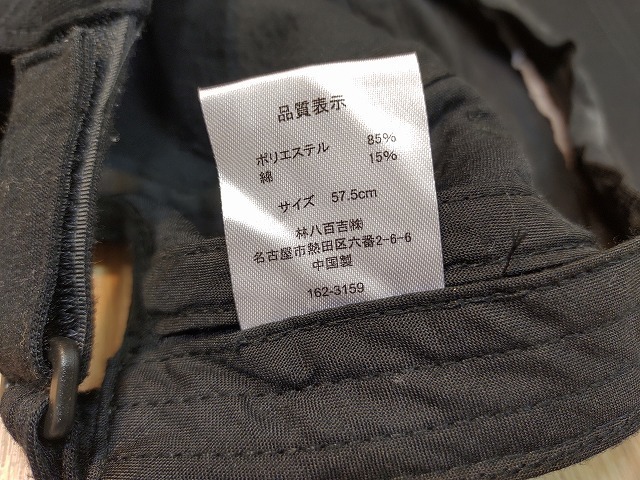 品質表示
ポリエステル 85%
綿 15%
サイズ 57.5cm
林八百吉㈱
名古屋市熱田区六番2-6-6
中国製
162-3159